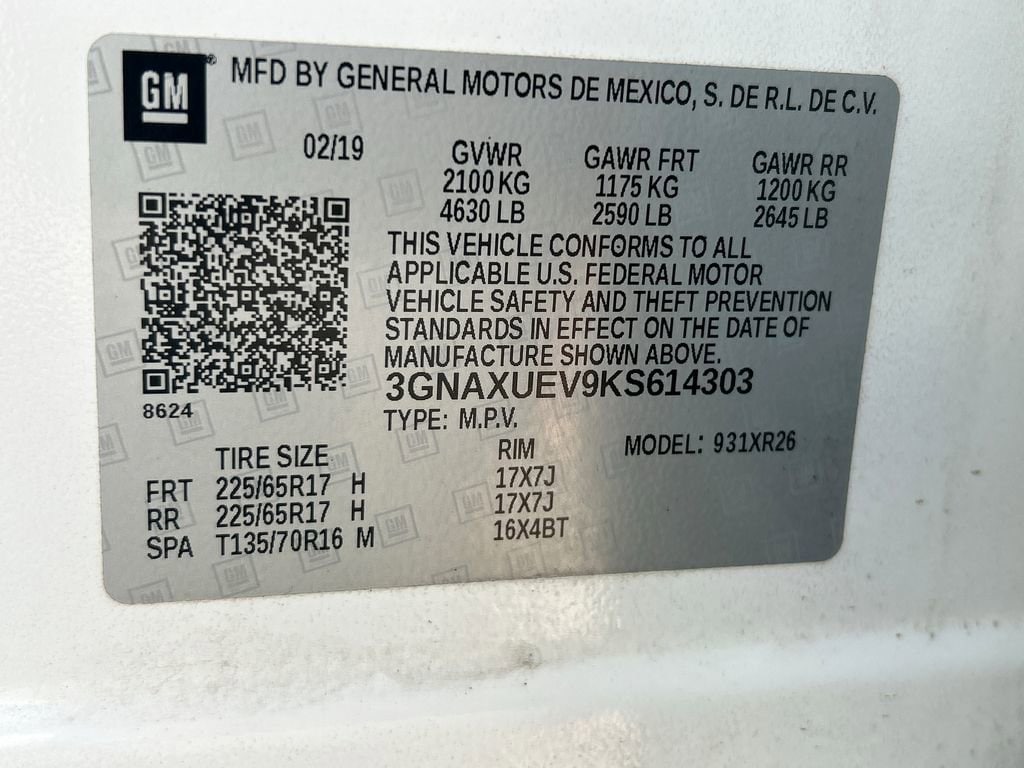 GM® MFD BY GENERAL MOTORS DE MEXICO, S. DE R.L. DE C.V.
02/19 GVWR GAWR FRT GAWR RR
2100 KG 1175 KG 1200 KG
4630 LB 2590 LB 2645 LB
THIS VEHICLE CONFORMS TO ALL
APPLICABLE U.S. FEDERAL MOTOR
VEHICLE SAFETY AND THEFT PREVENTION
STANDARDS IN EFFECT ON THE DATE OF
MANUFACTURE SHOWN ABOVE.
3GNAXUEV9KS614303
8624
TYPE: M.P.V.
TIRE SIZE RIM MODEL: 931XR26
FRT 225/65R17 H 17X7J
RR 225/65R17 H 17X7J
SPA T135/70R16 M 16X4BT